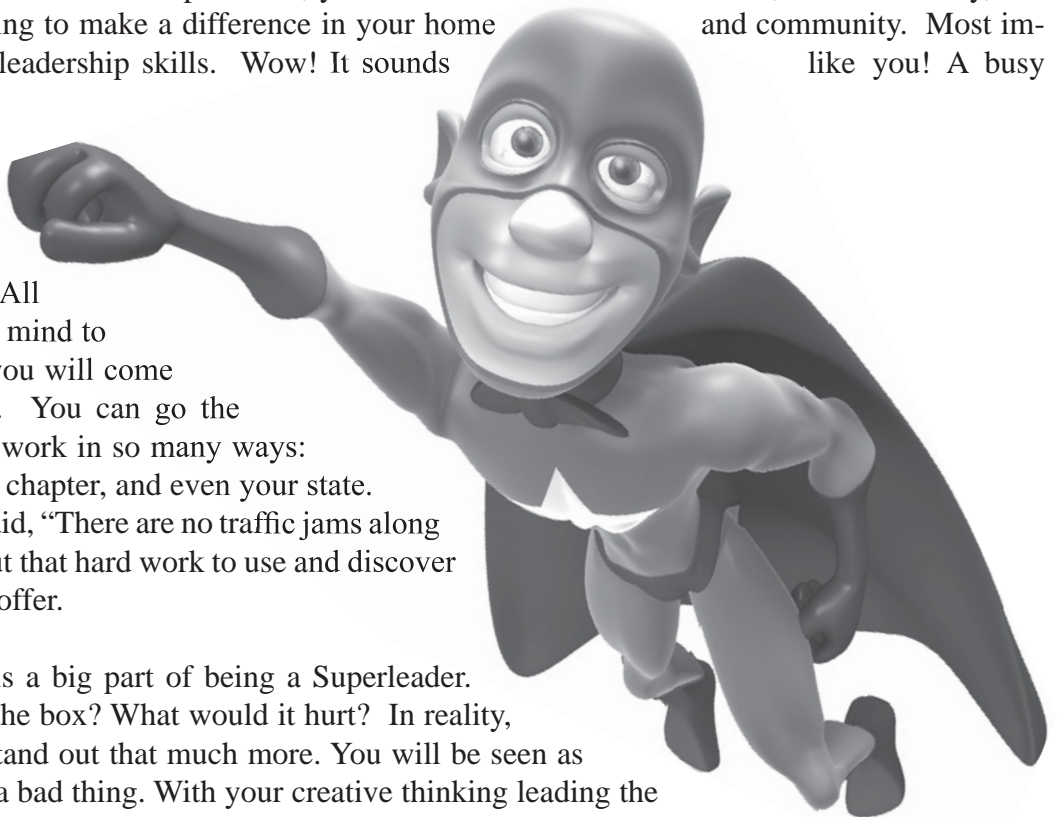 ing to make a difference in your home and community. Most im-
leadership skills. Wow! It sounds like you! A busy
All
mind to
you will come
You can go the
work in so many ways:
chapter, and even your state.
"There are no traffic jams along
that hard work to use and discover
offer.
is a big part of being a Superleader.
the box? What would it hurt? In reality,
stand out that much more. You will be seen as
a bad thing. With your creative thinking leading the